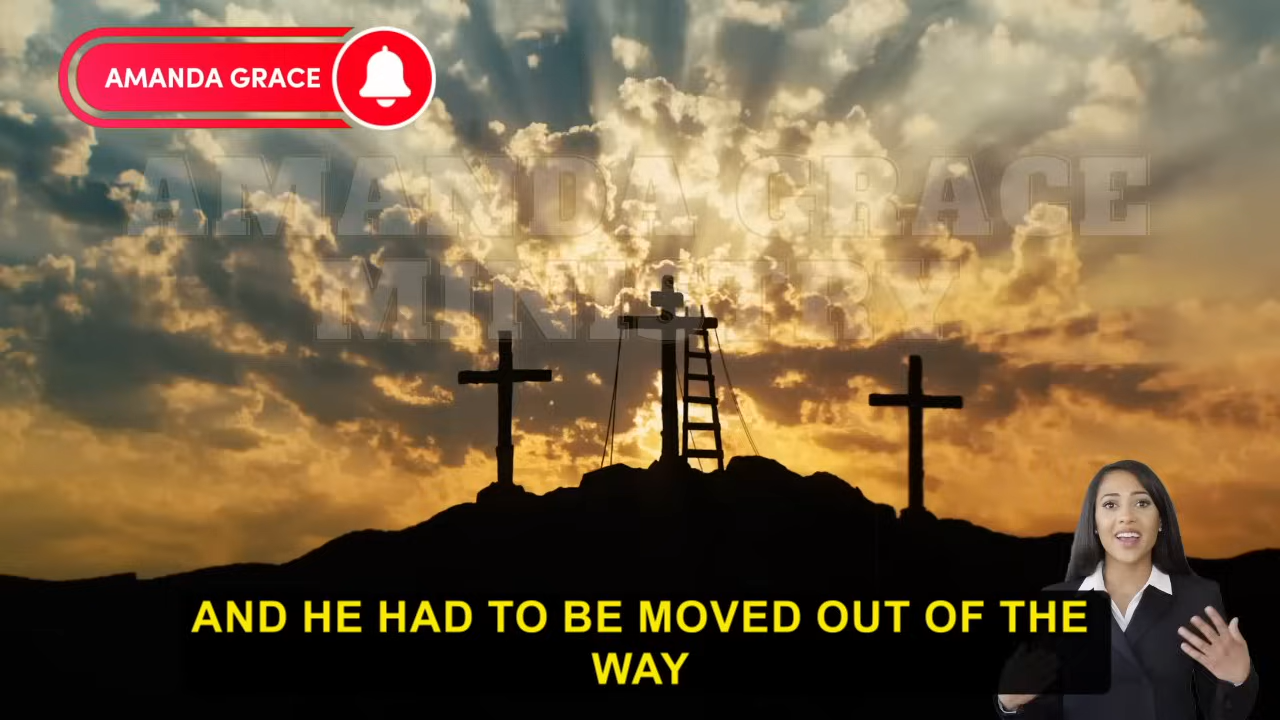 AMANDA GRACE
AMANDA GRACE
MINISTRY
AND HE HAD TO BE MOVED OUT OF THE
WAY